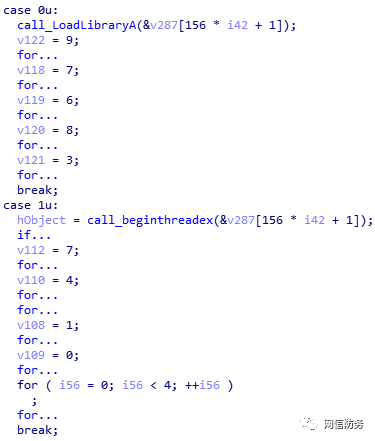 case 0u:
  call_LoadLibraryA(&v287[156 * i42 + 1]);
  v122 = 9;
  for...
  v118 = 7;
  for...
  v119 = 6;
  for...
  v120 = 8;
  for...
  v121 = 3;
  for...
  break;
case 1u:
  hObject = call_beginthreadex(&v287[156 * i42 + 1]);
  if...
  v112 = 7;
  for...
  v110 = 4;
  for...
  for...
  v108 = 1;
  for...
  v109 = 0;
  for...
  for ( i56 = 0; i56 < 4; ++i56 )
    ;
  for...
  break;
网信防务